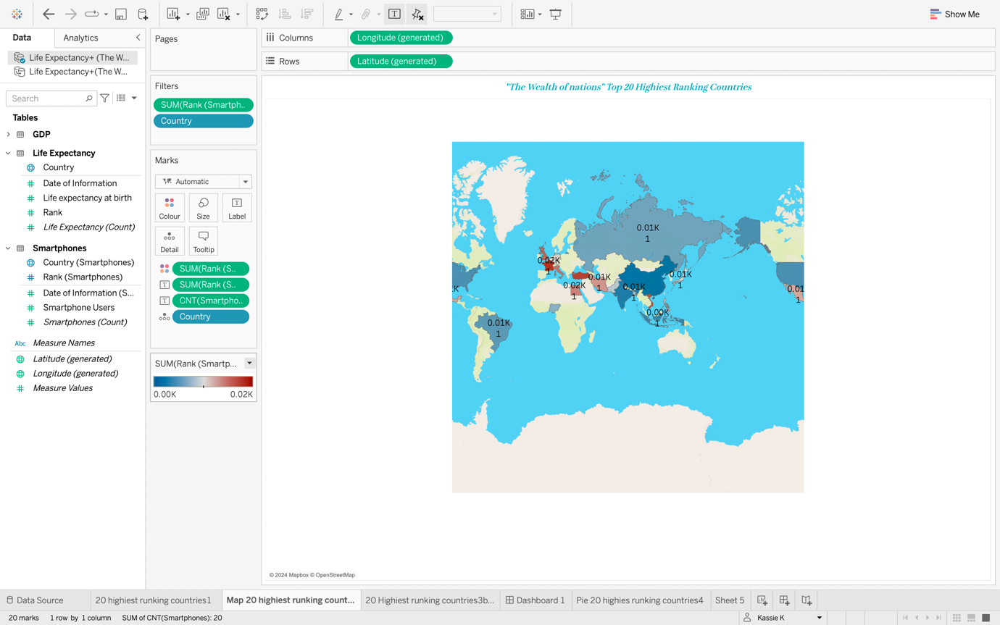 Show Me
Data
Analytics
Pages
Columns
Longitude (generated)
Life Expectancy+ (The W...
Life Expectancy+(The W...
Rows
Latitude (generated)
Search
Filters
SUM(Rank (Smartph..
Country
"The Wealth of nations" Top 20 Highiest Ranking Countries
Tables
GDP
Life Expectancy
Country
Date of Information
Life expectancy at birth
Rank
Life Expectancy (Count)
Smartphones
Country (Smartphones)
Rank (Smartphones)
Date of Information (S...
Smartphone Users
Smartphones (Count)
Measure Names
Latitude (generated)
Longitude (generated)
Measure Values
Marks
Automatic
Colour
Size
Label
Detail
Tooltip
SUM(Rank (S..
SUM(Rank (S..
CNT(Smartpho..
Country
SUM(Rank (Smartp...
0.00K
0.02K
0.01K
1
0.02K
1
0.01K
1
0.01K
1
0.02K
1
0.01K
1
K
0.01
1
0.00K
1
0.01K
1
© 2024 Mapbox © OpenStreetMap
Data Source
20 highest runking countries1
Map 20 highest runking count...
20 Highest runking countries3b...
Dashboard 1
Pie 20 highies runking countries4
Sheet 5
20 marks
1 row by 1 column
SUM of CNT(Smartphones): 20
Kassie K